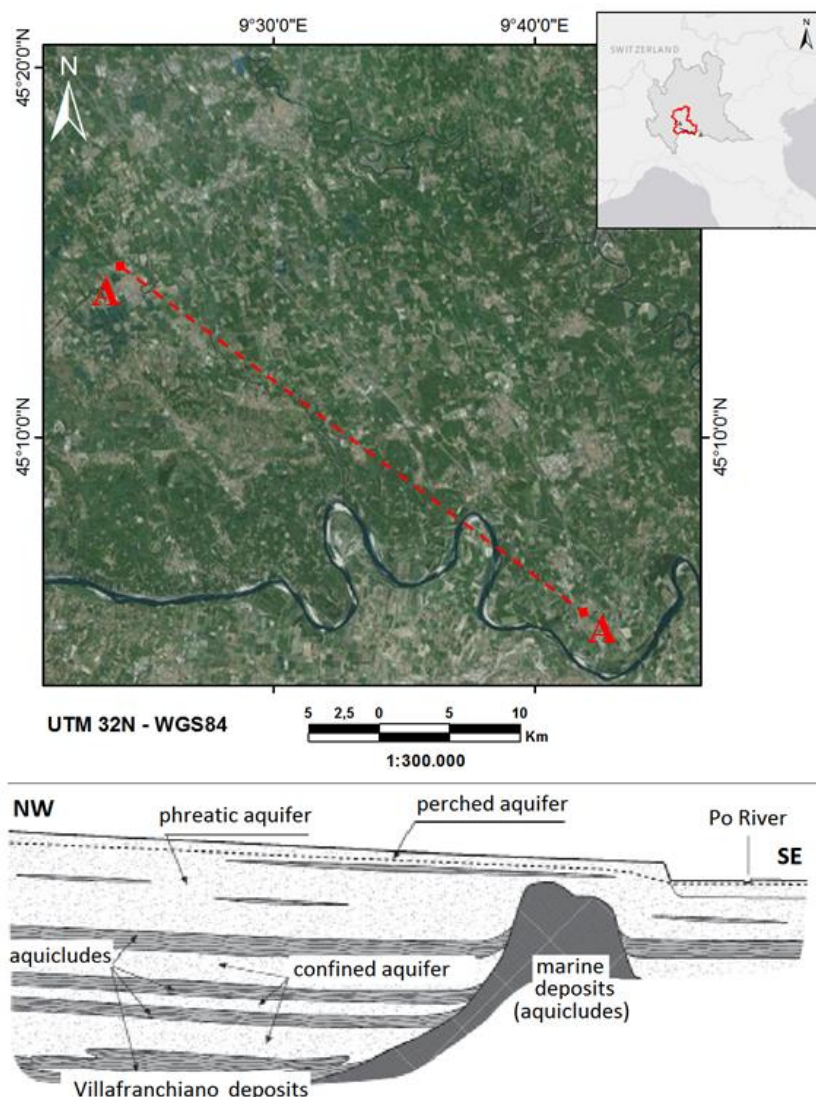 9°30'0"E
9°40'0"E
SWITZERLAND
N
45°20'0"N
N
A
45°10'0"N
45°10'0"N
A
UTM 32N - WGS84
5 2,5 0 5 10
Km
1:300.000
NW
phreatic aquifer
perched aquifer
Po River
SE
aquicludes
confined aquifer
marine
deposits
(aquicludes)
Villafranchiano deposits